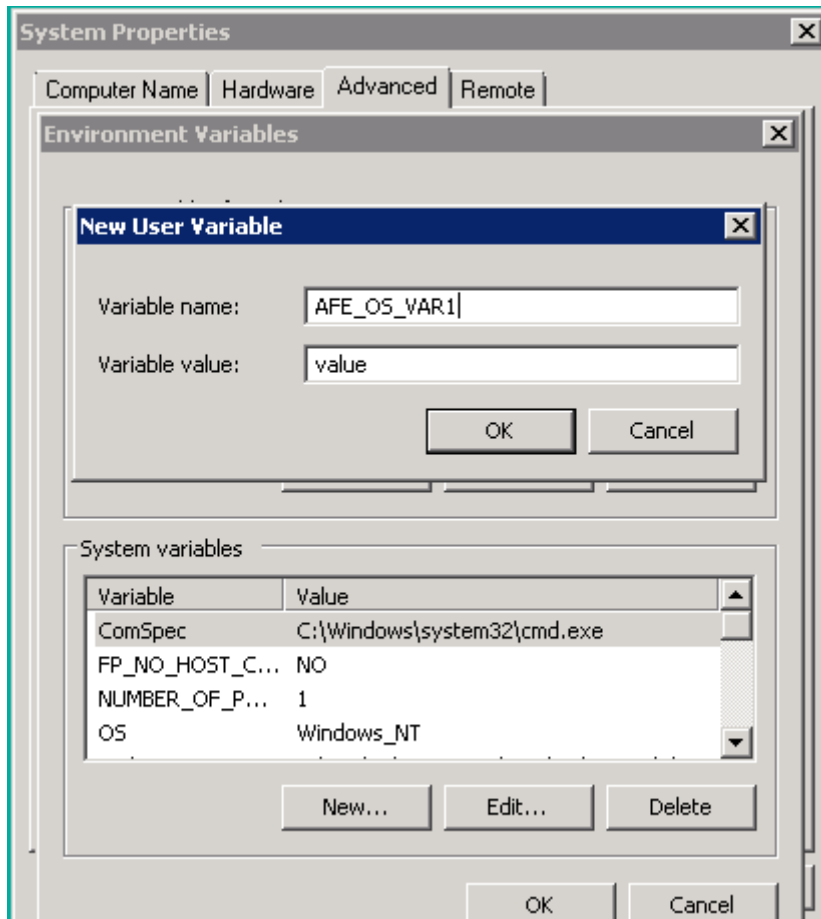 System Properties
Computer Name Hardware Advanced Remote
Environment Variables
New User Variable
Variable name: AFE_OS_VAR1
Variable value: value
OK Cancel
System variables
Variable Value
ComSpec C:\Windows\system32\cmd.exe
FP_NO_HOST_C... NO
NUMBER_OF_P... 1
OS Windows_NT
New... Edit... Delete
OK Cancel